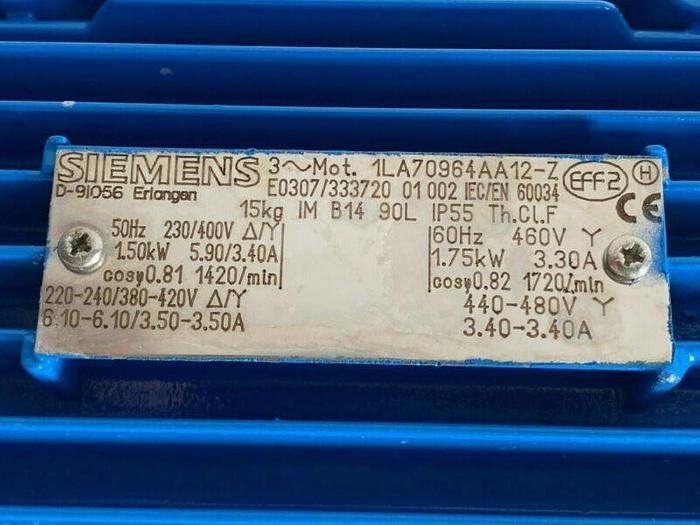 SIEMENS 3~Mot. 1LA70964AA12-Z
D-91056 Erlangen E0307/333720 01 002 IEC/EN 60034
EFF2 H
CE
15kg IM B14 90L IP55 Th.Cl.F
50Hz 230/400V Δ/Y 60Hz 460V Y
1.50kW 5.90/3.40A 1.75kW 3.30A
cosφ0.81 1420/min cosφ0.82 1720/min
220-240/380-420V Δ/Y 440-480V Y
6.10-6.10/3.50-3.50A 3.40-3.40A